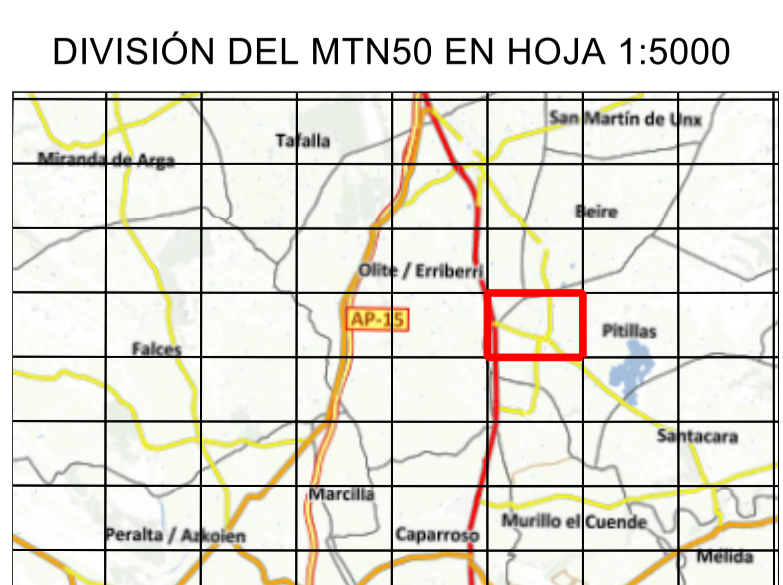 DIVISIÓN DEL MTN50 EN HOJA 1:5000
San Martín de Unx
Tafalla
Miranda de Arga
Beire
Olite / Erriberri
AP-15
Pitillas
Falces
Santacara
Marcilla
Murillo el Cuende
Peralta / Azkoien
Caparroso
Mélida